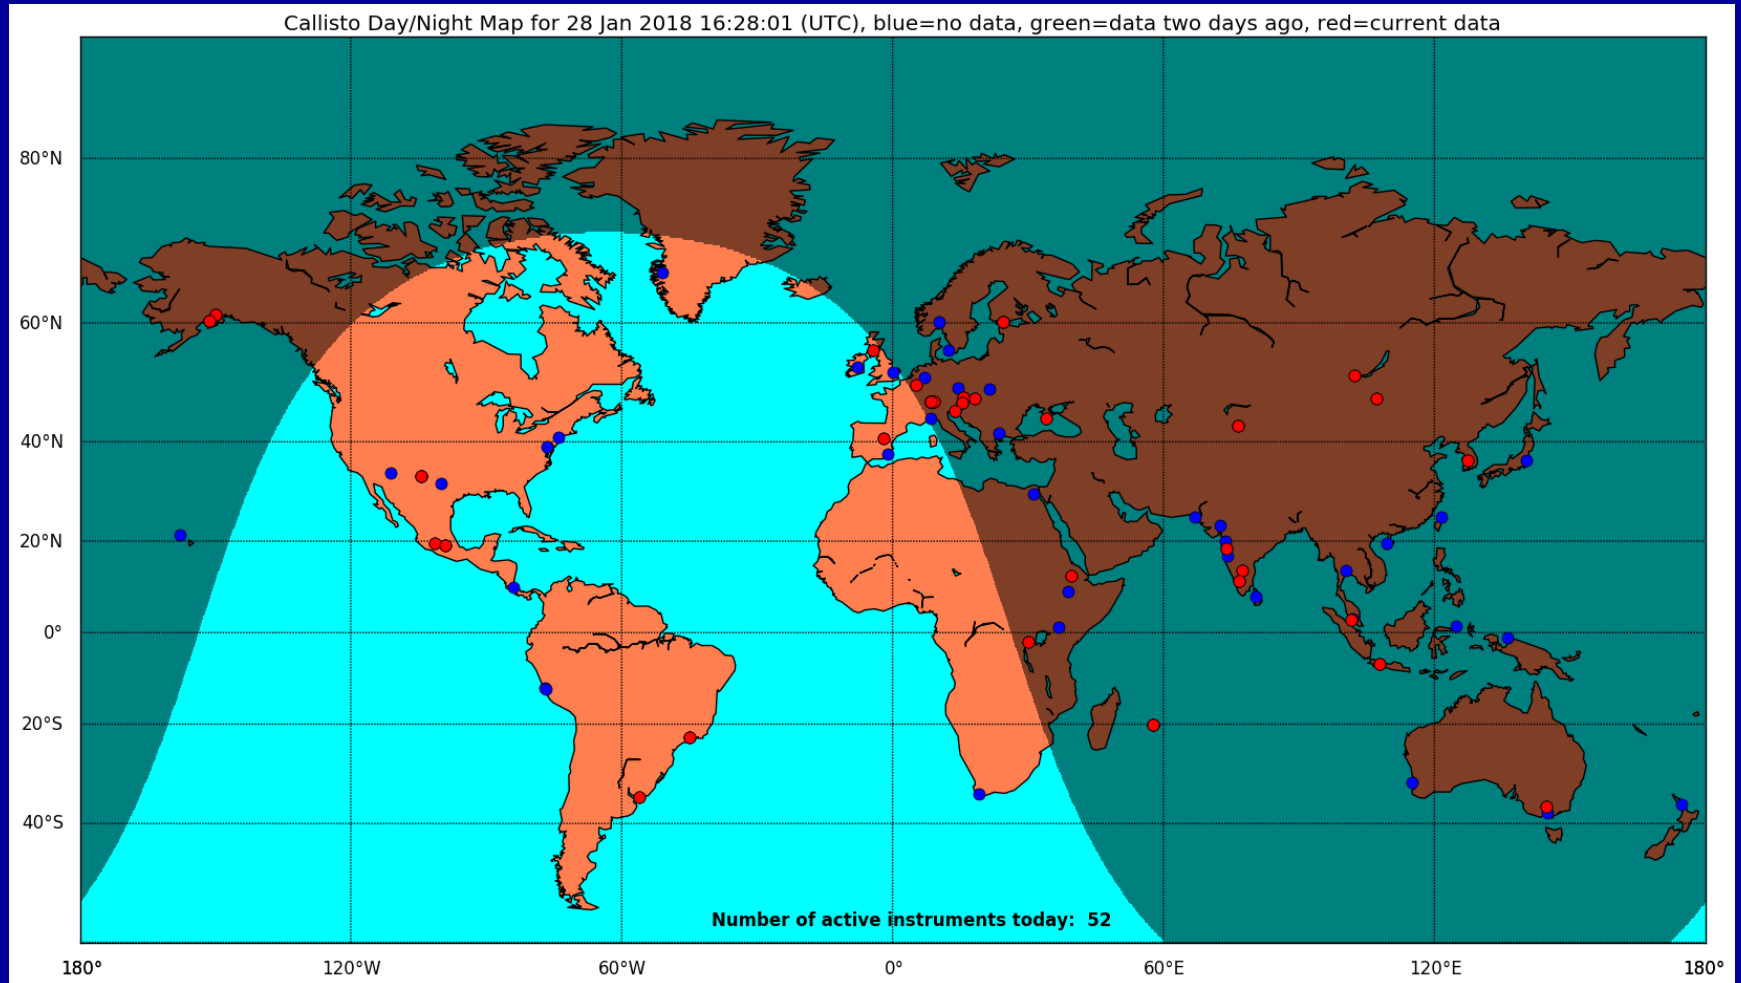 Callisto Day/Night Map for 28 Jan 2018 16:28:01 (UTC), blue=no data, green=data two days ago, red=current data
80°N
60°N
40°N
20°N
0°
20°S
40°S
Number of active instruments today:  52
180° 120°W 60°W 0° 60°E 120°E 180°